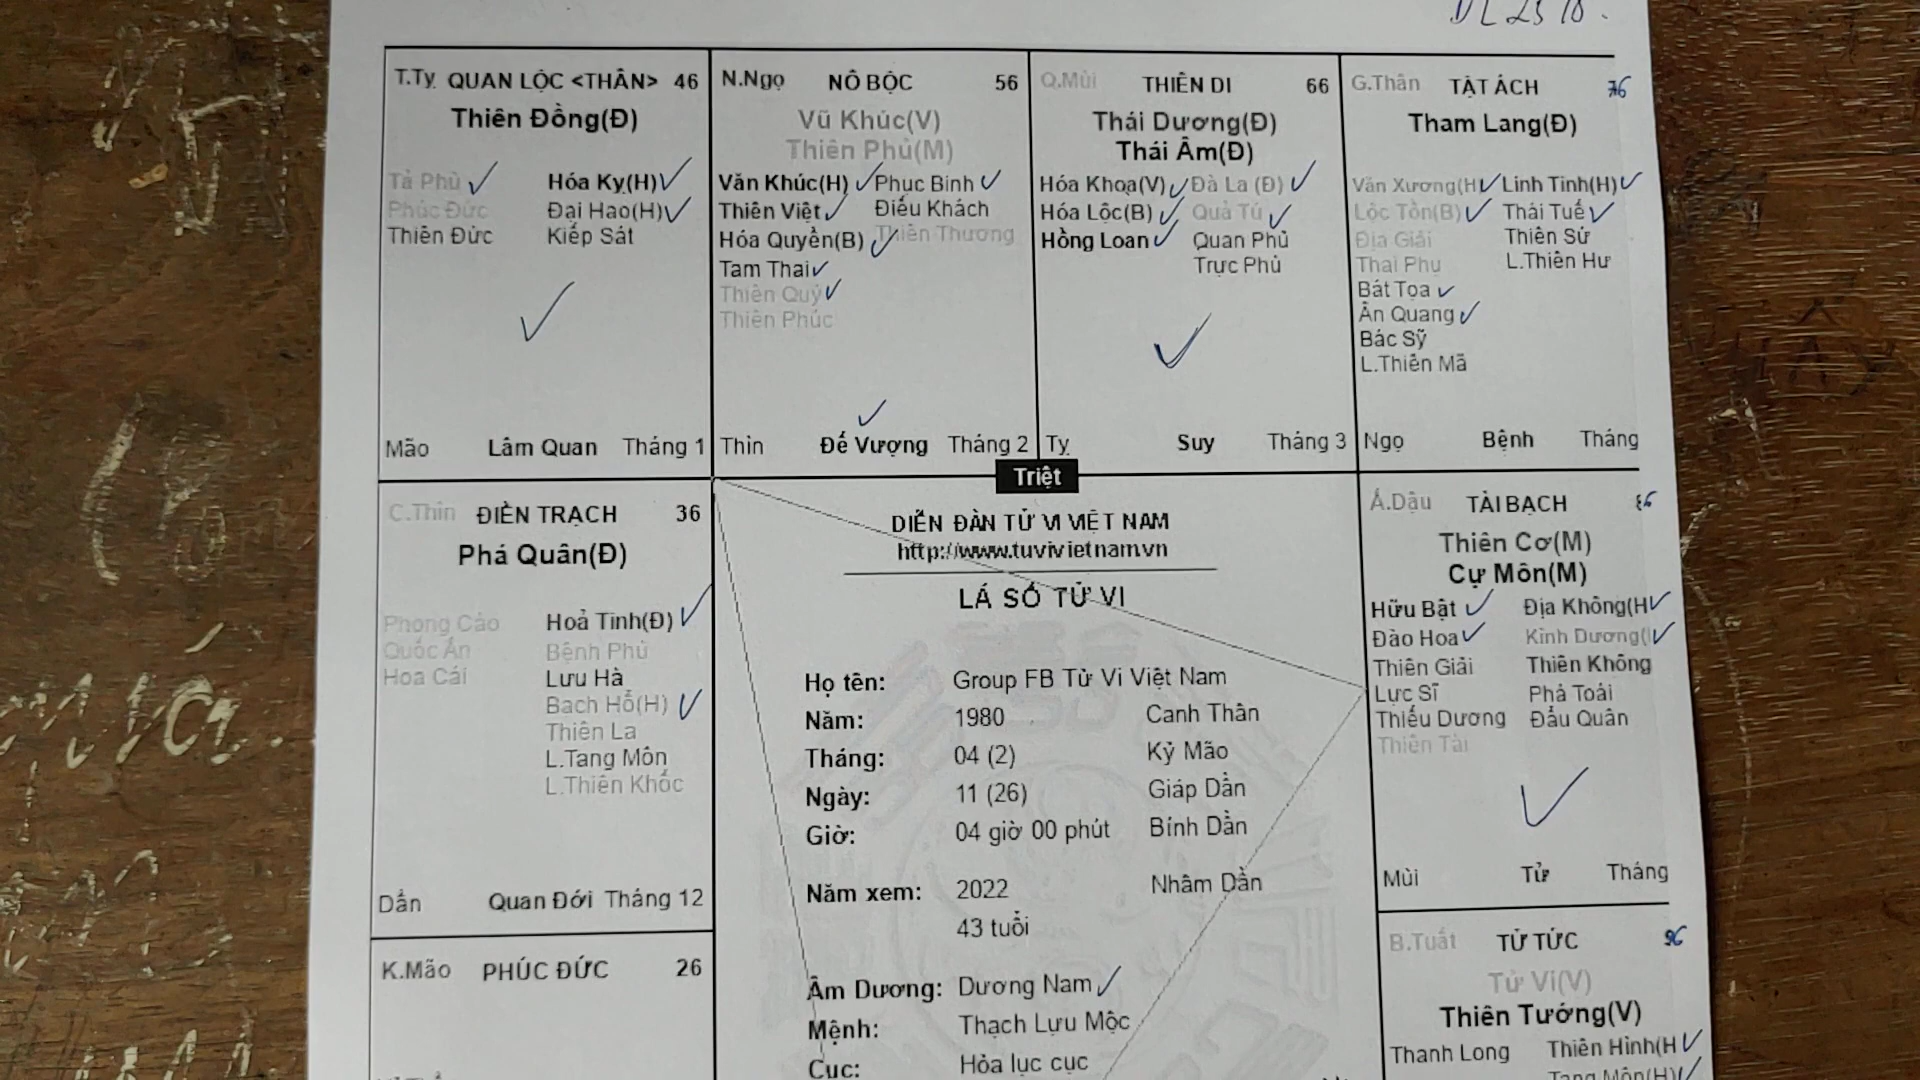 DL 2510.
T.Tỵ QUAN LỘC <THÂN> 46
Thiên Đồng(Đ)
Tả Phù Hóa Kỵ(H)
Phúc Đức Đại Hao(H)
Thiên Đức Kiếp Sát
Mão Lâm Quan Tháng 1
N.Ngọ NÔ BỘC 56
Vũ Khúc(V)
Thiên Phủ(M)
Văn Khúc(H) Phục Binh
Thiên Việt Điếu Khách
Hóa Quyền(B) Thiên Thương
Tam Thai
Thiên Quý
Thiên Phúc
Thìn Đế Vượng Tháng 2
Q.Mùi THIÊN DI 66
Thái Dương(Đ)
Thái Âm(Đ)
Hóa Khoa(V) Đà La (Đ)
Hóa Lộc(B) Quả Tú
Hồng Loan Quan Phủ
Trực Phù
Tỵ Suy Tháng 3
G.Thân TẬT ÁCH 76
Tham Lang(Đ)
Văn Xương(H Linh Tinh(H)
Lộc Tồn(B) Thái Tuế
Địa Giải Thiên Sứ
Thai Phụ L.Thiên Hư
Bát Tọa
Ân Quang
Bác Sỹ
L.Thiên Mã
Ngọ Bệnh Tháng
Triệt
C.Thìn ĐIỀN TRẠCH 36
Phá Quân(Đ)
Phong Cáo Hoả Tinh(Đ)
Quốc Ấn Bệnh Phù
Hoa Cái Lưu Hà
Bạch Hổ(H)
Thiên La
L.Tang Môn
L.Thiên Khốc
Dần Quan Đới Tháng 12
DIỄN ĐÀN TỬ VI VIỆT NAM
http://www.tuvivietnam.vn
LÁ SỐ TỬ VI
Họ tên: Group FB Tử Vi Việt Nam
Năm: 1980 Canh Thân
Tháng: 04 (2) Kỷ Mão
Ngày: 11 (26) Giáp Dần
Giờ: 04 giờ 00 phút Bính Dần
Năm xem: 2022 Nhâm Dần
43 tuổi
Âm Dương: Dương Nam
Mệnh: Thạch Lựu Mộc
Cục: Hỏa lục cục
Á.Dậu TÀI BẠCH 86
Thiên Cơ(M)
Cự Môn(M)
Hữu Bật Địa Không(H
Đào Hoa Kình Dương(
Thiên Giải Thiên Không
Lực Sĩ Phá Toái
Thiếu Dương Đẩu Quân
Thiên Tài
Mùi Tử Tháng
K.Mão PHÚC ĐỨC 26
B.Tuất TỬ TỨC 96
Tử Vi(V)
Thiên Tướng(V)
Thanh Long Thiên Hình(H
Tang Môn(H)